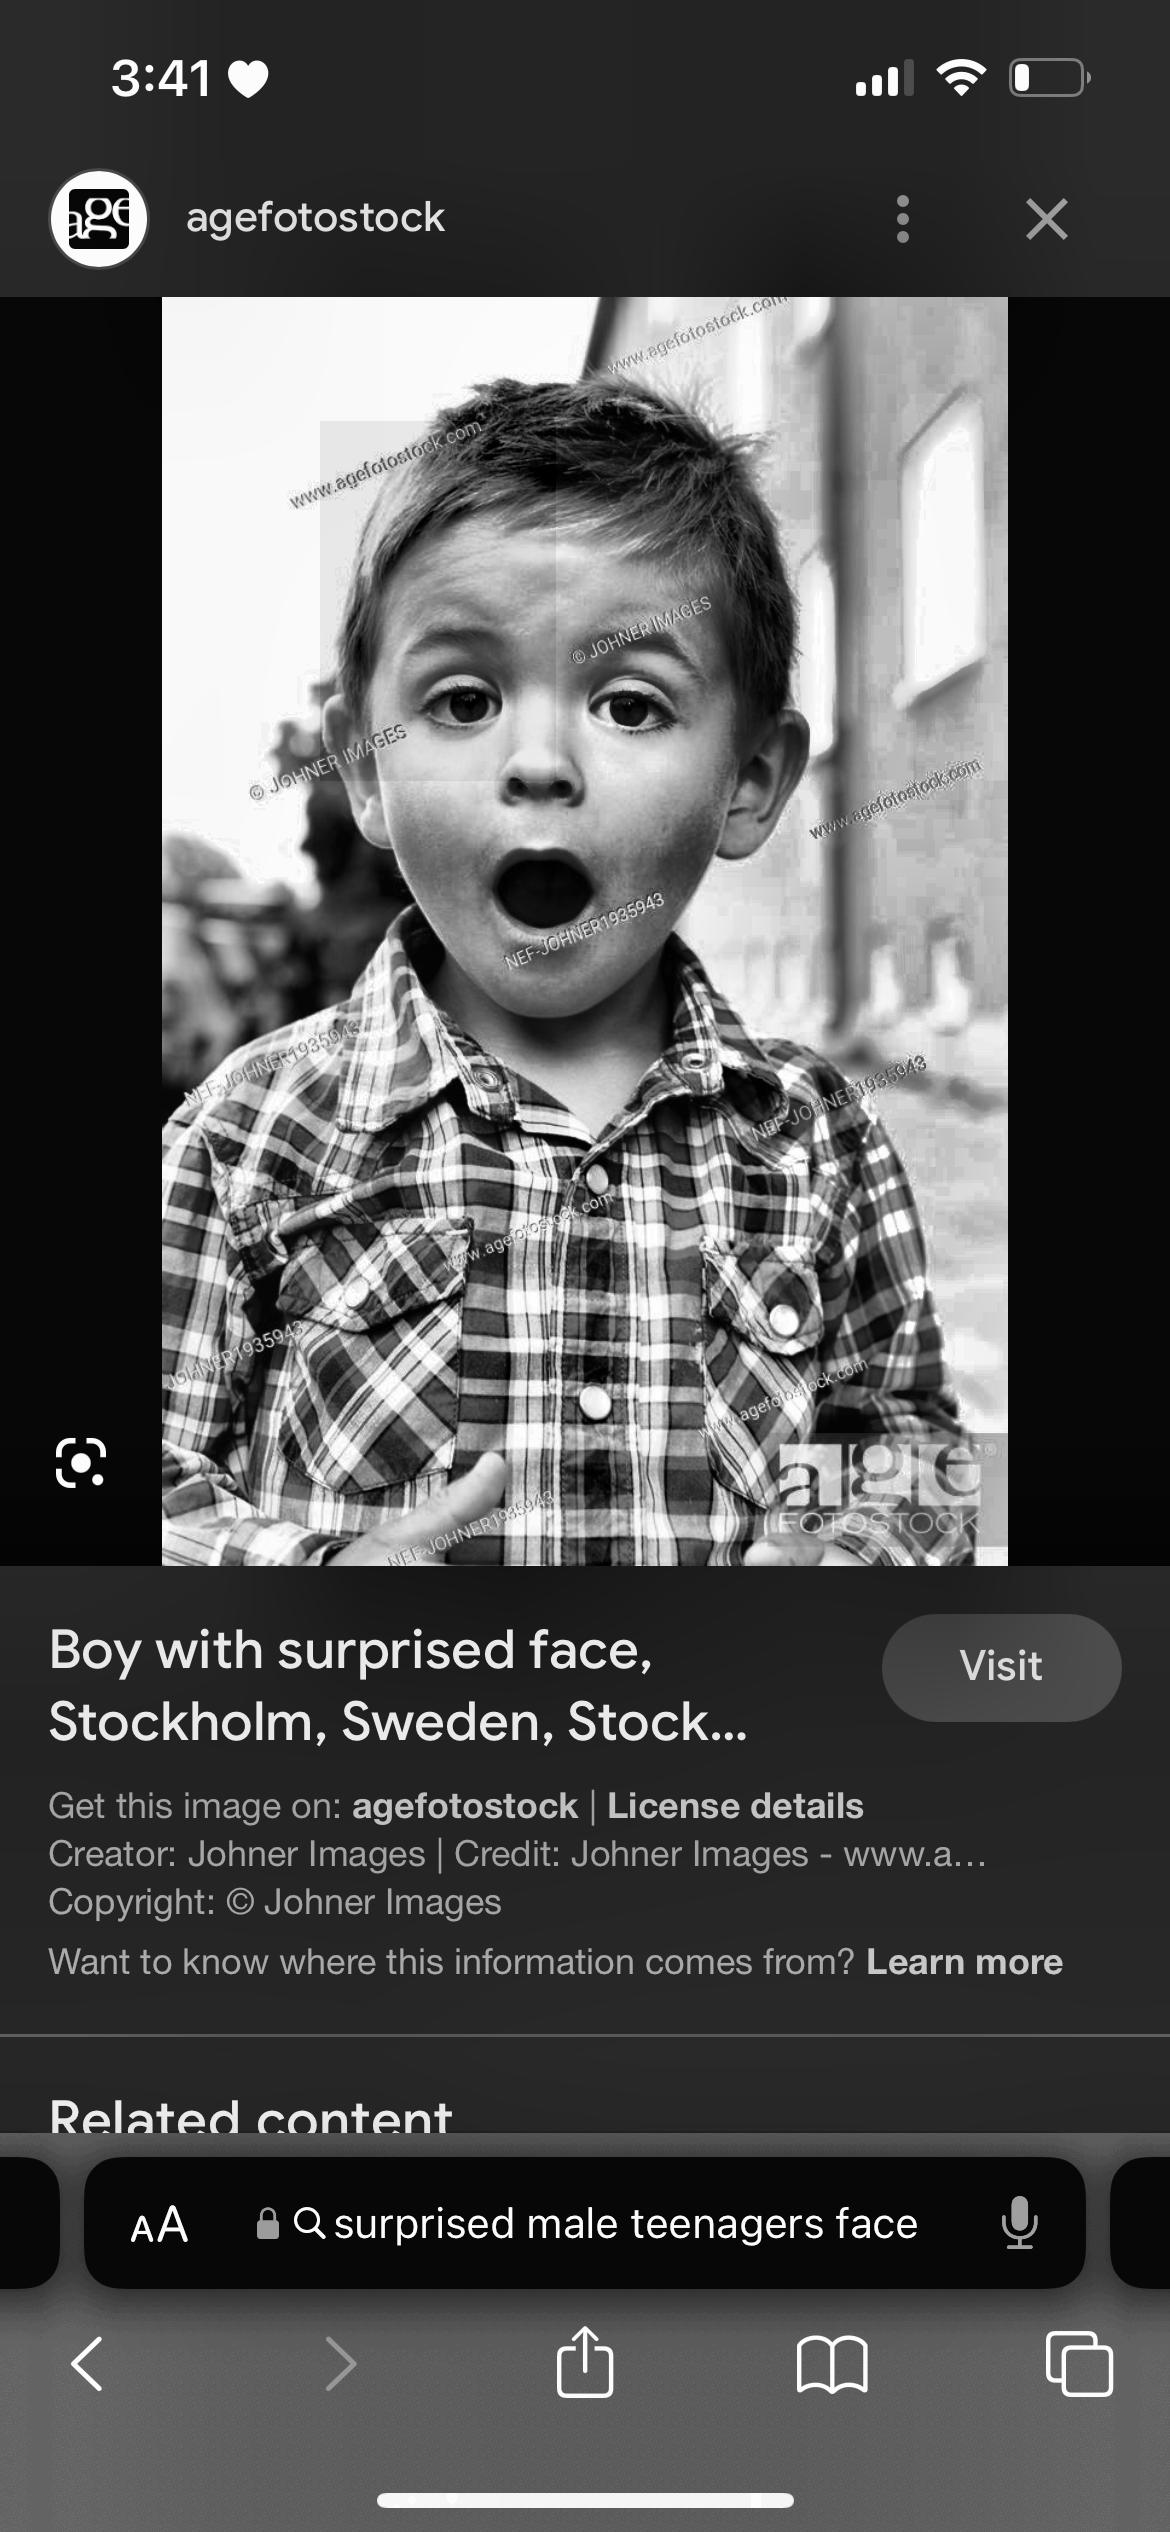 3:41
age
agefotostock
www.agefotostock.com
www.agefotostock.com
© JOHNER IMAGES
© JOHNER IMAGES
www.agefotostock.com
NEF-JOHNER1935943
NEF-JOHNER1935943
NEF-JOHNER1935943
www.agefotostock.com
JOHNER1935943
www.agefotostock.com
age®
FOTOSTOCK
NEF-JOHNER1935943
Boy with surprised face,
Stockholm, Sweden, Stock...
Visit
Get this image on: agefotostock | License details
Creator: Johner Images | Credit: Johner Images - www.a...
Copyright: © Johner Images
Want to know where this information comes from? Learn more
Related content
AA surprised male teenagers face